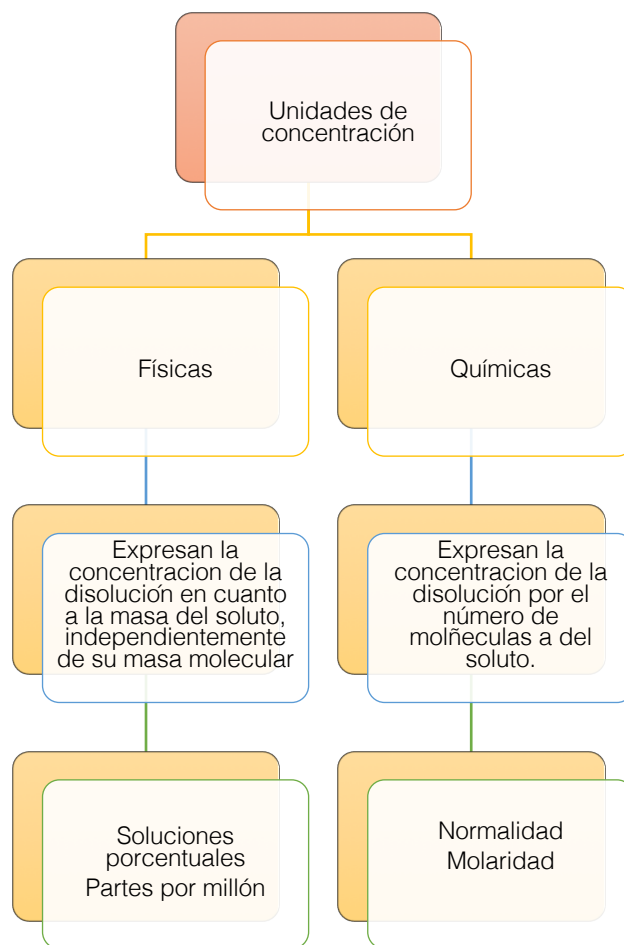 Unidades de
concentración
Físicas
Químicas
Expresan la
concentracion de la
disolución en cuanto
a la masa del soluto,
independientemente
de su masa molecular
Expresan la
concentracion de la
disolución por el
número de
molñeculas a del
soluto.
Soluciones
porcentuales
Partes por millón
Normalidad
Molaridad